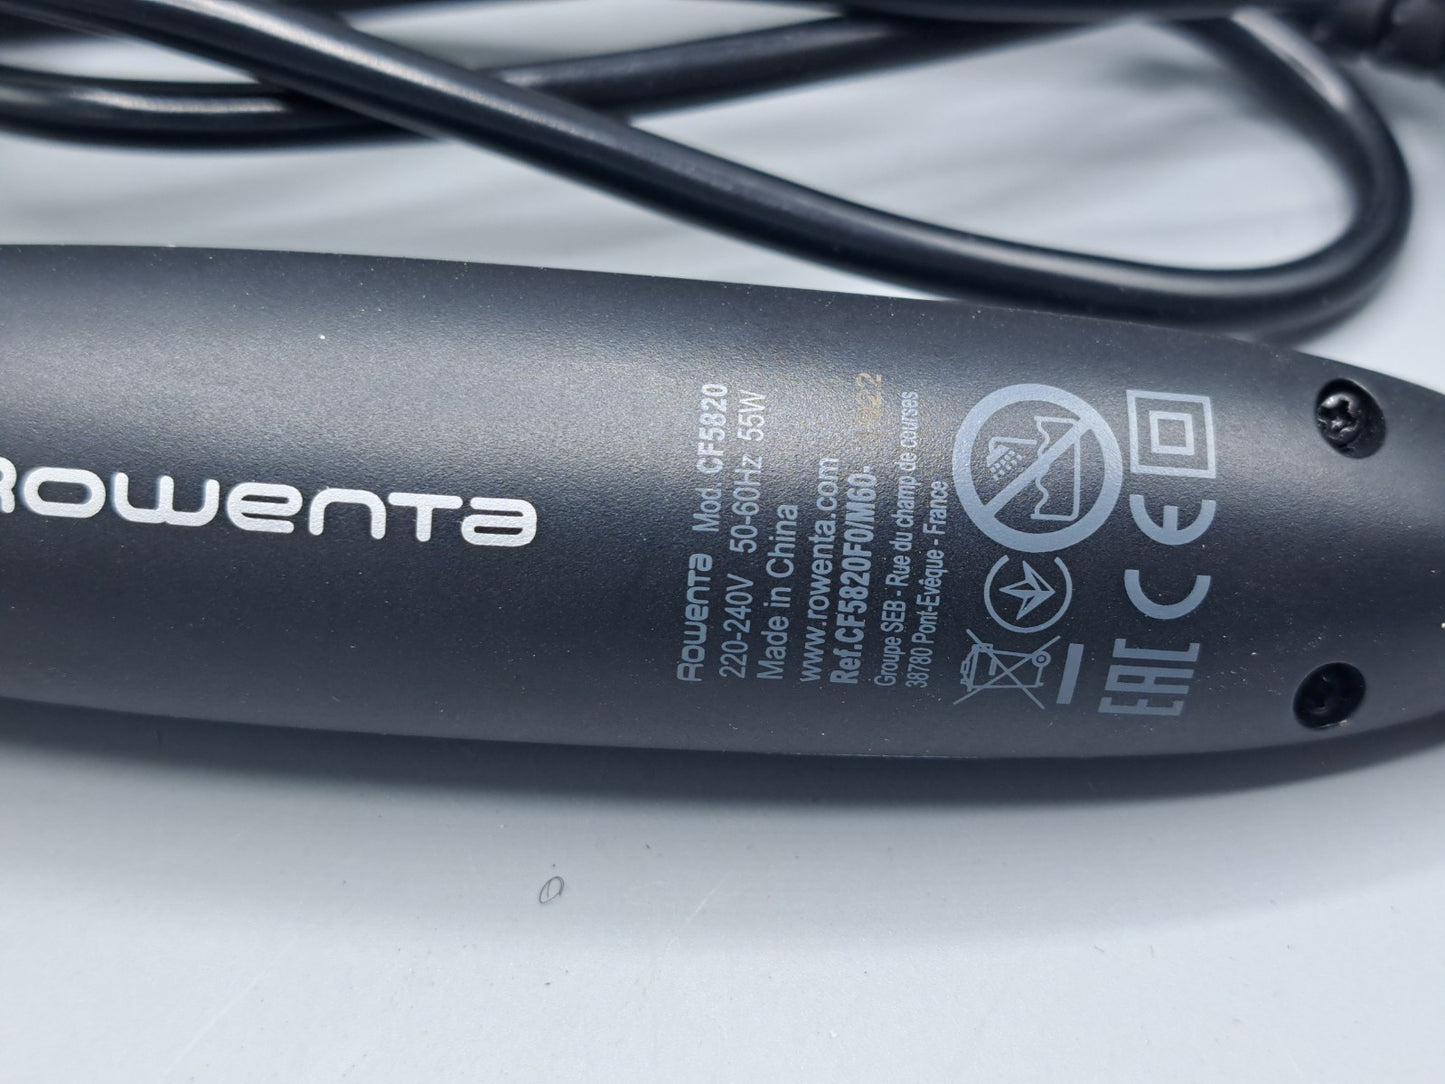 Rowenta
Rowenta Mod. CF5820
220-240V 50-60Hz 55W
Made in China
www.rowenta.com
Ref.CF5820F0/M60-
Groupe SEB - Rue du champ de courses
38780 Pont-Evêque - France
CE
EAC